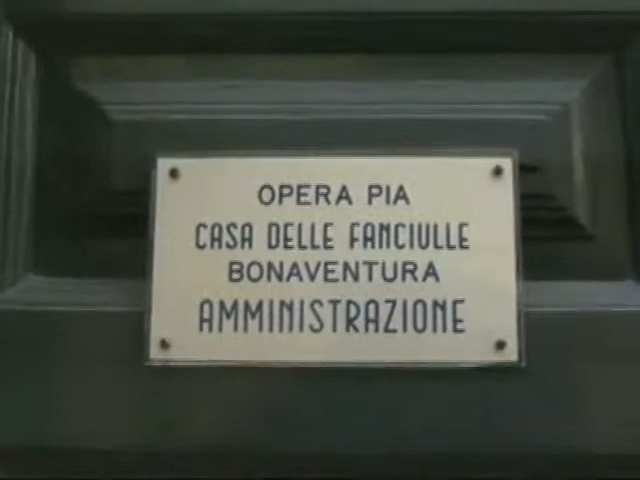 OPERA PIA
CASA DELLE FANCIULLE
BONAVENTURA
AMMINISTRAZIONE